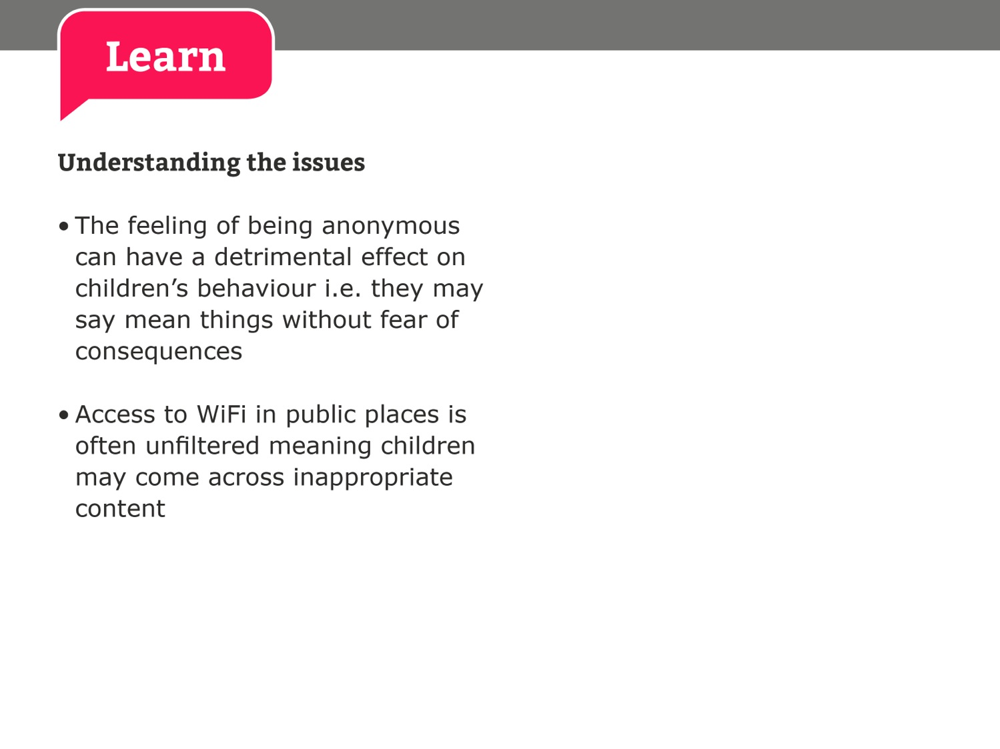 Learn
Understanding the issues
• The feeling of being anonymous
can have a detrimental effect on
children’s behaviour i.e. they may
say mean things without fear of
consequences
• Access to WiFi in public places is
often unfiltered meaning children
may come across inappropriate
content